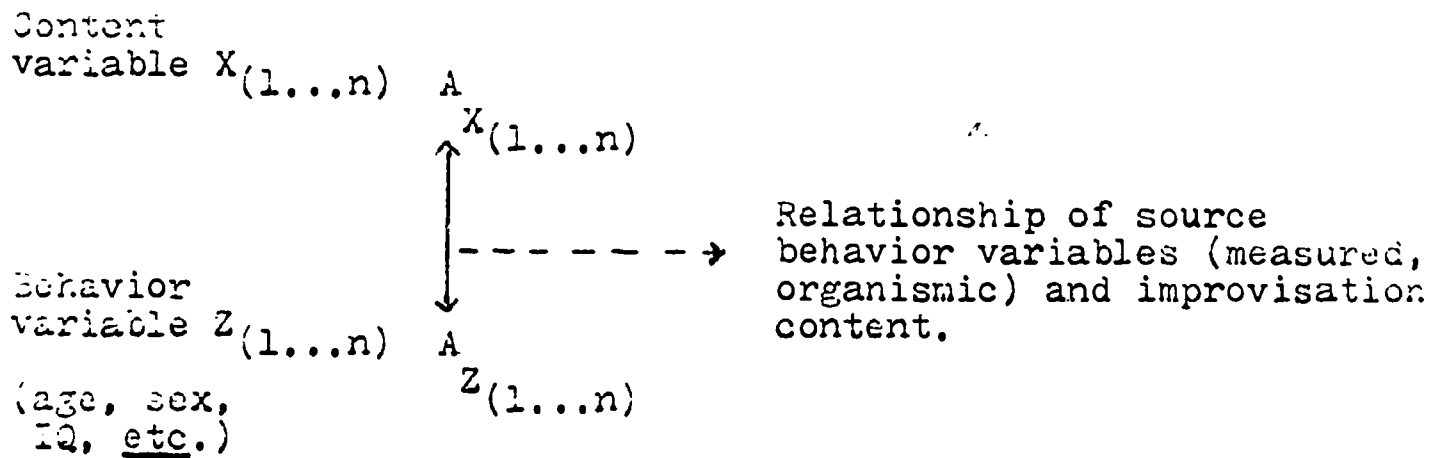 Content
variable X(1...n) A
X(1...n)
Relationship of source
behavior variables (measured,
organismic) and improvisation
content.
Behavior
variable Z(1...n) A
Z(1...n)
(age, sex,
IQ, etc.)